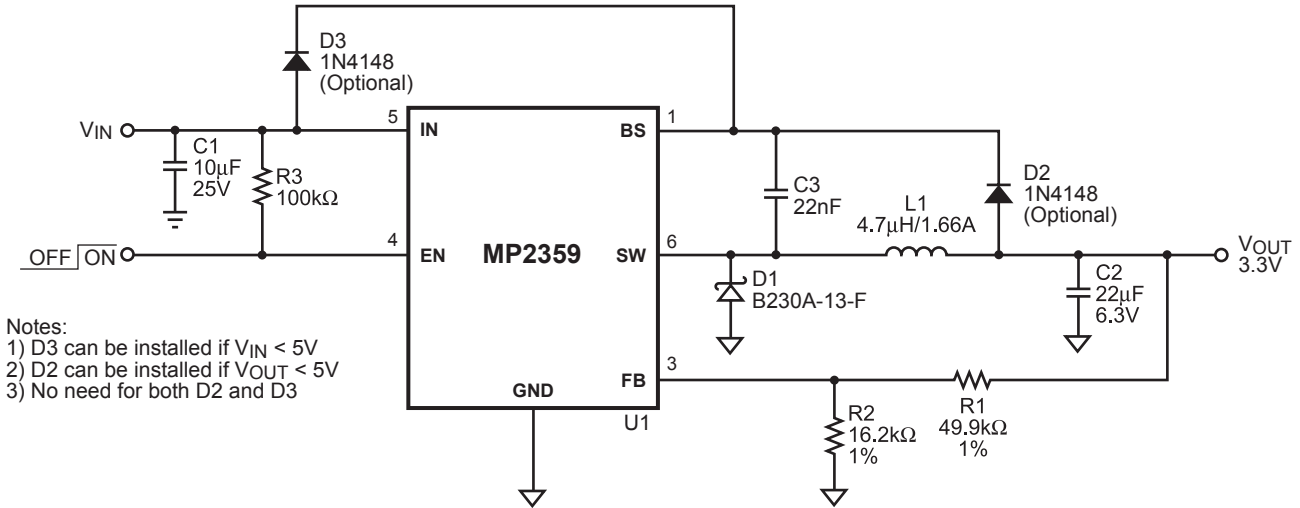 D3
1N4148
(Optional)
VIN
C1
10μF
25V
R3
100kΩ
OFF ON
5
IN
4
EN
MP2359
GND
U1
BS
1
SW
6
FB
3
C3
22nF
L1
4.7μH/1.66A
D2
1N4148
(Optional)
D1
B230A-13-F
VOUT
3.3V
C2
22μF
6.3V
R2
16.2kΩ
1%
R1
49.9kΩ
1%
Notes:
1) D3 can be installed if VIN < 5V
2) D2 can be installed if VOUT < 5V
3) No need for both D2 and D3